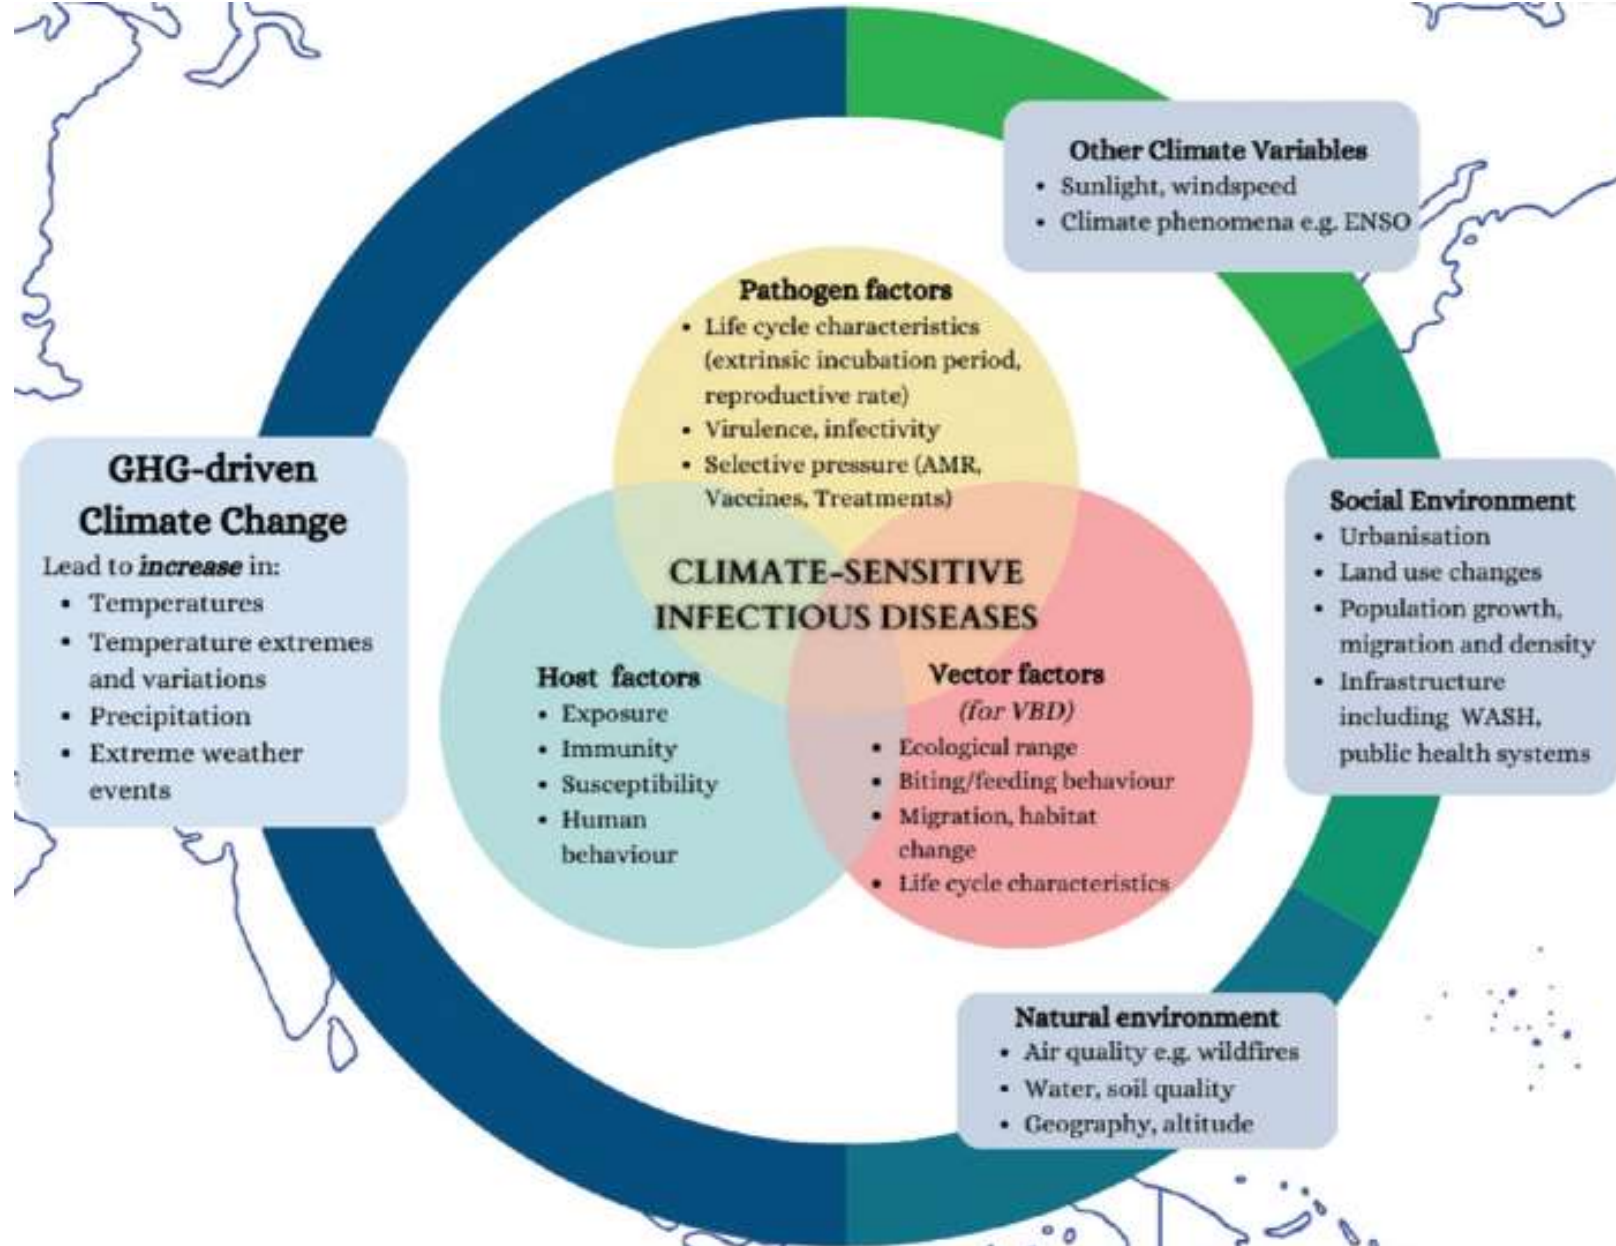 Other Climate Variables
• Sunlight, windspeed
• Climate phenomena e.g. ENSO
Pathogen factors
• Life cycle characteristics
(extrinsic incubation period,
reproductive rate)
• Virulence, infectivity
• Selective pressure (AMR,
Vaccines, Treatments)
GHG-driven
Climate Change
Lead to increase in:
• Temperatures
• Temperature extremes
and variations
• Precipitation
• Extreme weather
events
CLIMATE-SENSITIVE
INFECTIOUS DISEASES
Host factors
• Exposure
• Immunity
• Susceptibility
• Human
behaviour
Vector factors
(for VBD)
• Ecological range
• Biting/feeding behaviour
• Migration, habitat
change
• Life cycle characteristics
Social Environment
• Urbanisation
• Land use changes
• Population growth,
migration and density
• Infrastructure
including WASH,
public health systems
Natural environment
• Air quality e.g. wildfires
• Water, soil quality
• Geography, altitude